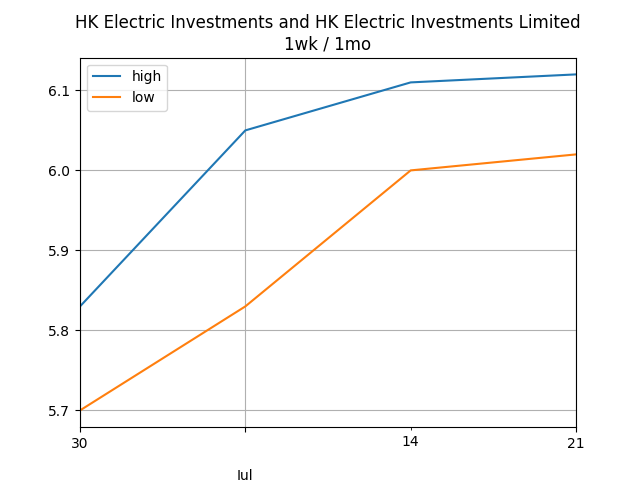 HK Electric Investments and HK Electric Investments Limited
1wk / 1mo
high
low
6.1
6.0
5.9
5.8
5.7
30
14
21
Iul